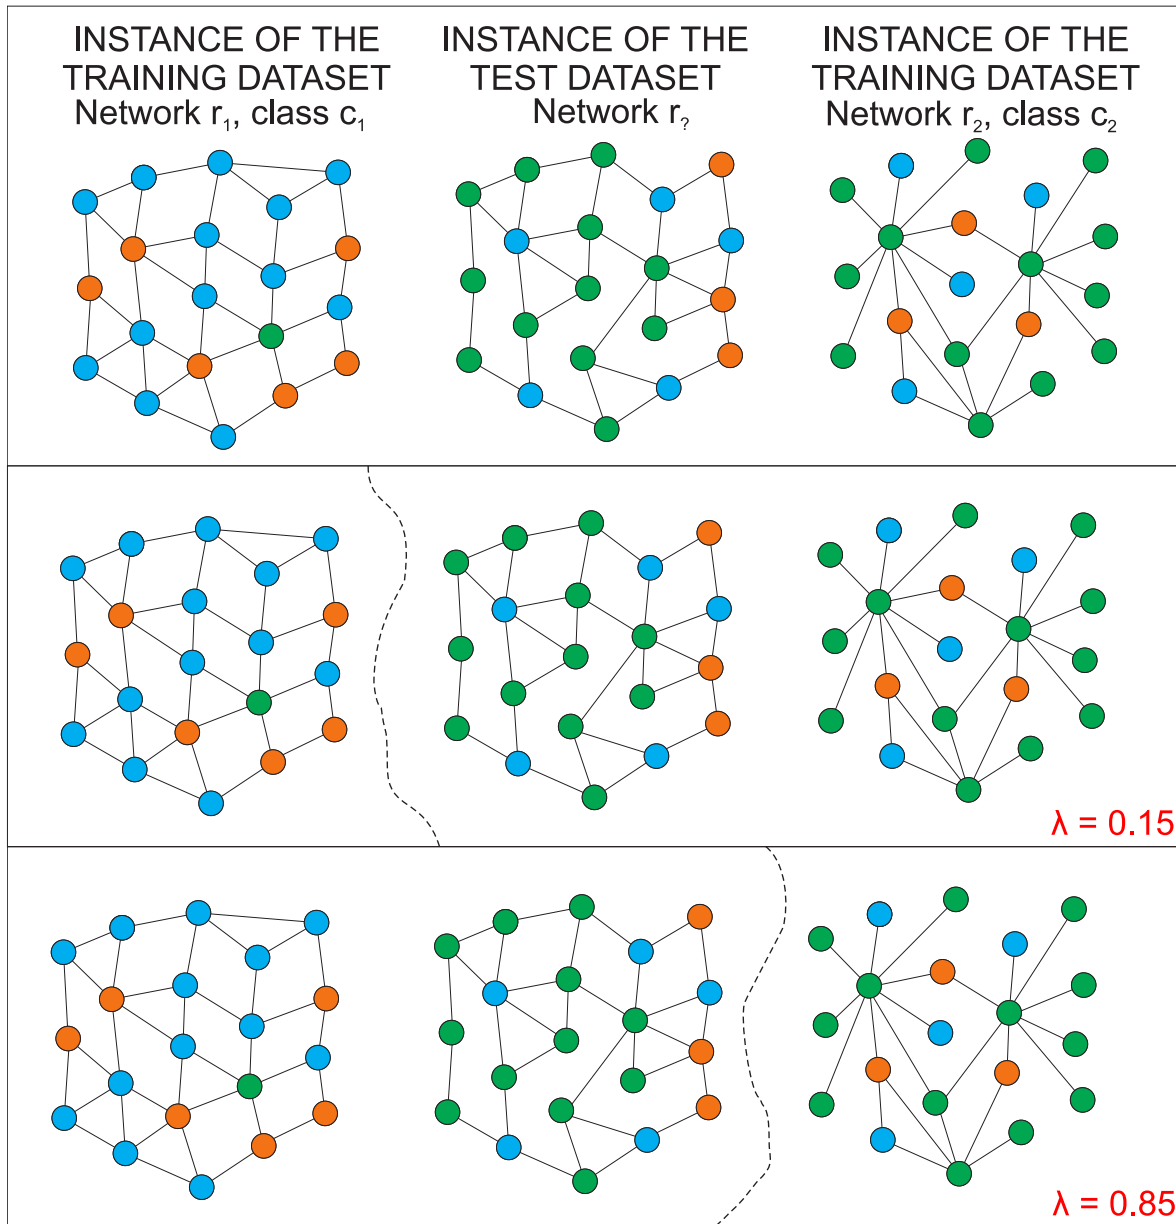 INSTANCE OF THE
TRAINING DATASET
Network r₁, class c₁
INSTANCE OF THE
TEST DATASET
Network r?
INSTANCE OF THE
TRAINING DATASET
Network r₂, class c₂
λ = 0.15
λ = 0.85